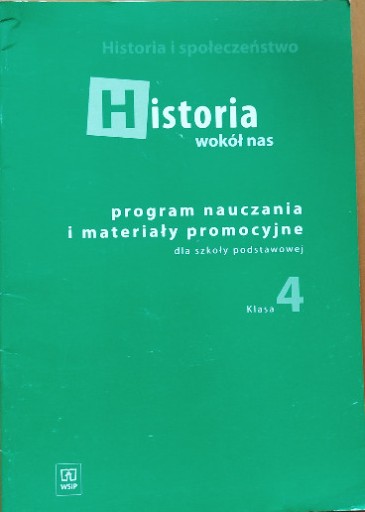 Historia i społeczeństwo
Historia
wokół nas
program nauczania
i materiały promocyjne
dla szkoły podstawowej
Klasa 4
WSiP